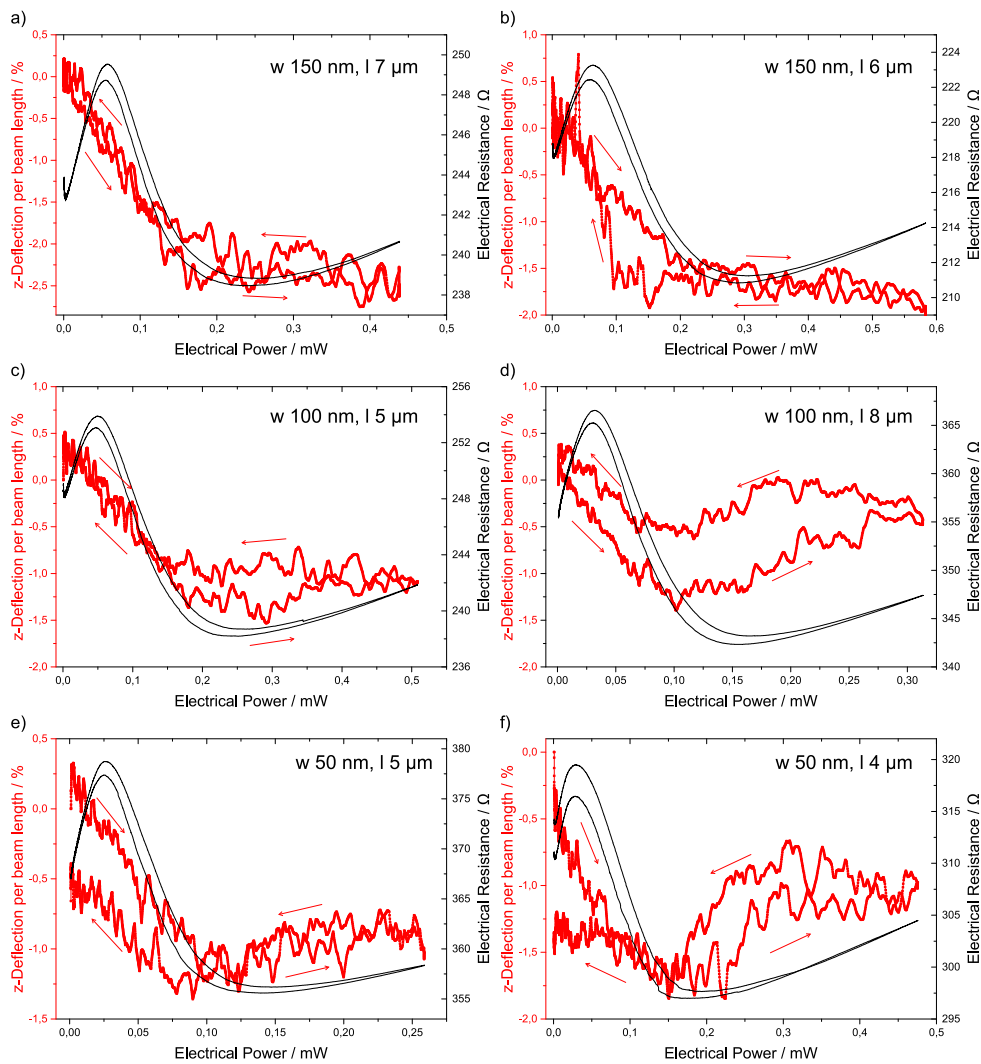 a)
w 150 nm, l 7 µm
z-Deflection per beam length / %
0,5
0,0
-0,5
-1,0
-1,5
-2,0
-2,5
0,0 0,1 0,2 0,3 0,4 0,5
Electrical Power / mW
250
248
246
244
242
240
238
Electrical Resistance / Ω
b)
w 150 nm, l 6 µm
z-Deflection per beam length / %
1,0
0,5
0,0
-0,5
-1,0
-1,5
-2,0
0,0 0,1 0,2 0,3 0,4 0,5 0,6
Electrical Power / mW
224
222
220
218
216
214
212
210
Electrical Resistance / Ω
c)
w 100 nm, l 5 µm
z-Deflection per beam length / %
1,0
0,5
0,0
-0,5
-1,0
-1,5
-2,0
0,0 0,1 0,2 0,3 0,4 0,5
Electrical Power / mW
256
252
248
244
240
236
Electrical Resistance / Ω
d)
w 100 nm, l 8 µm
z-Deflection per beam length / %
1,0
0,5
0,0
-0,5
-1,0
-1,5
-2,0
0,00 0,05 0,10 0,15 0,20 0,25 0,30
Electrical Power / mW
365
360
355
350
345
340
Electrical Resistance / Ω
e)
w 50 nm, l 5 µm
z-Deflection per beam length / %
0,5
0,0
-0,5
-1,0
-1,5
0,00 0,05 0,10 0,15 0,20 0,25
Electrical Power / mW
380
375
370
365
360
355
Electrical Resistance / Ω
f)
w 50 nm, l 4 µm
z-Deflection per beam length / %
0,0
-0,5
-1,0
-1,5
-2,0
0,0 0,1 0,2 0,3 0,4 0,5
Electrical Power / mW
320
315
310
305
300
295
Electrical Resistance / Ω